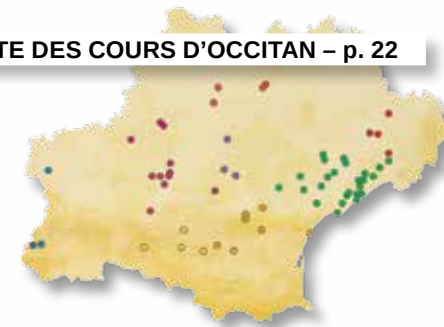 TE DES COURS D’OCCITAN – p. 22